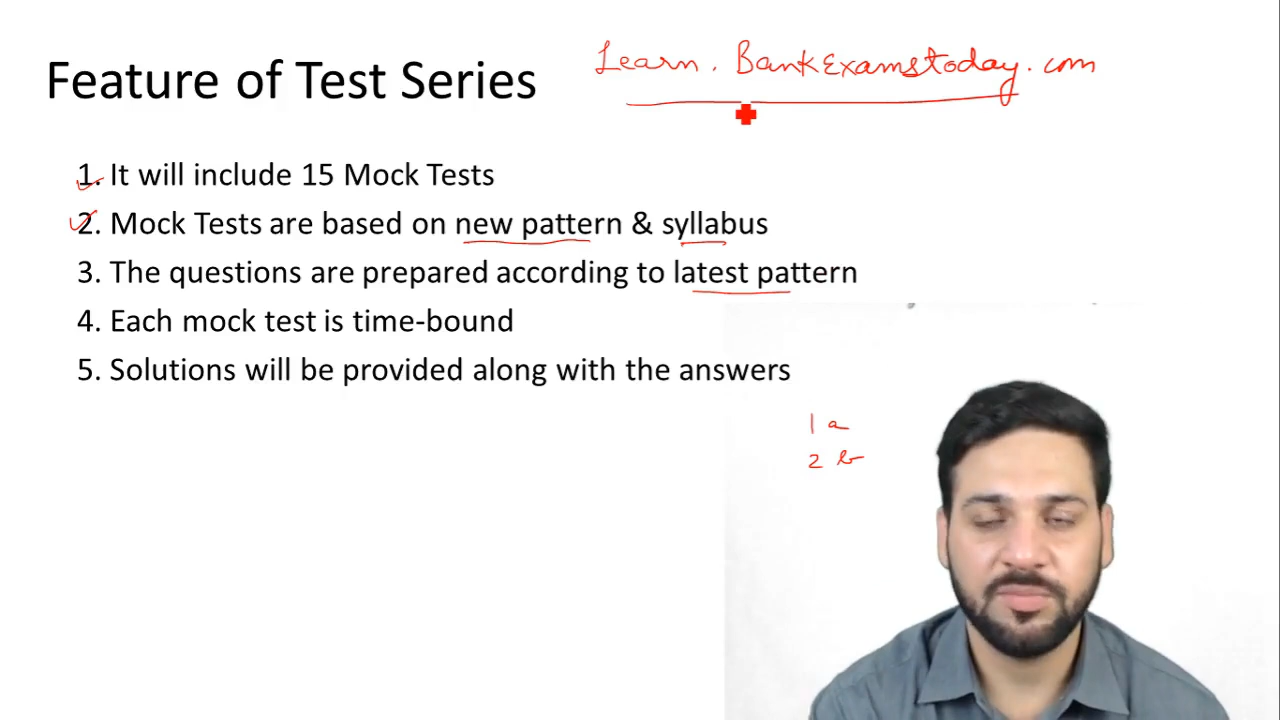 Feature of Test Series
Learn.BankExamstoday.com
1. It will include 15 Mock Tests
2. Mock Tests are based on new pattern & syllabus
3. The questions are prepared according to latest pattern
4. Each mock test is time-bound
5. Solutions will be provided along with the answers
1 a
2 b